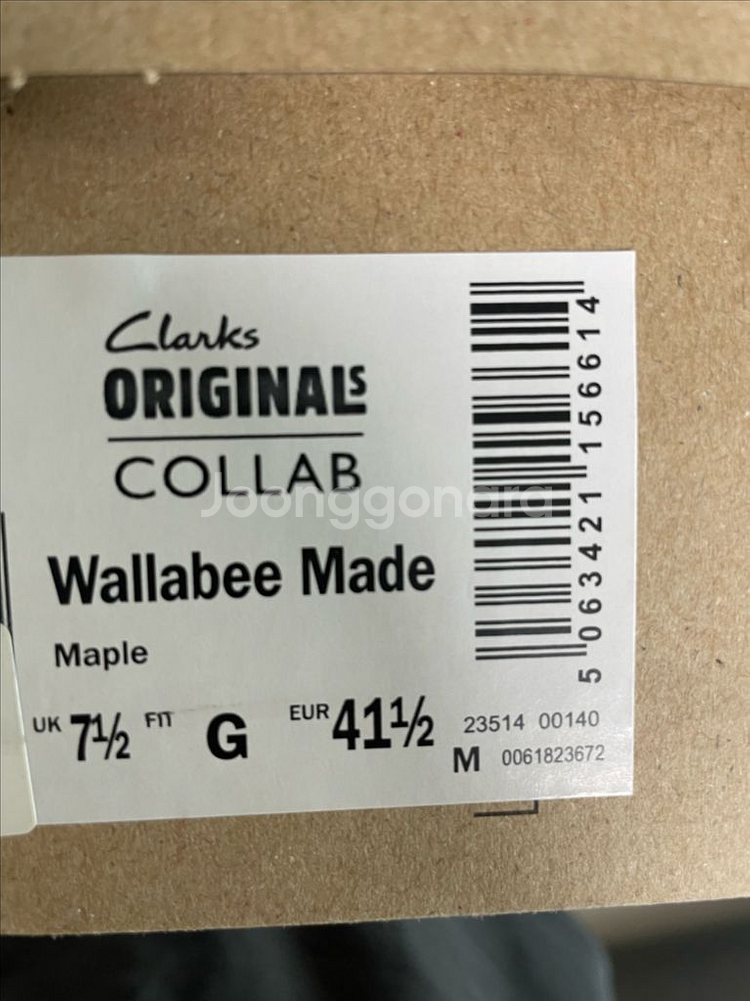 Clarks
ORIGINALS
COLLAB
Joonggonara
Wallabee Made
Maple
UK 7½ FIT G EUR 41½
5 063421 156614
23514 00140
M 0061823672